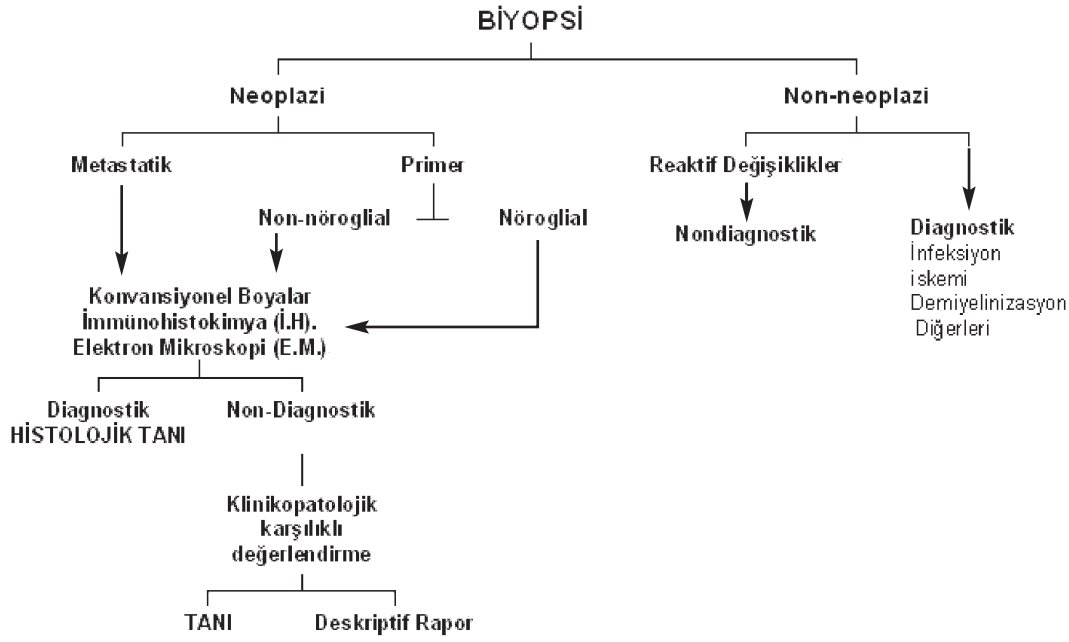 BİYOPSİ
Neoplazi
Non-neoplazi
Metastatik
Primer
Reaktif Değişiklikler
Non-nöroglial
Nöroglial
Nondiagnostik
Diagnostik
İnfeksiyon
iskemi
Demiyelinizasyon
Diğerleri
Konvansiyonel Boyalar
İmmünohistokimya (İ.H).
Elektron Mikroskopi (E.M.)
Diagnostik
HİSTOLOJİK TANI
Non-Diagnostik
Klinikopatolojik
karşılıklı
değerlendirme
TANI
Deskriptif Rapor